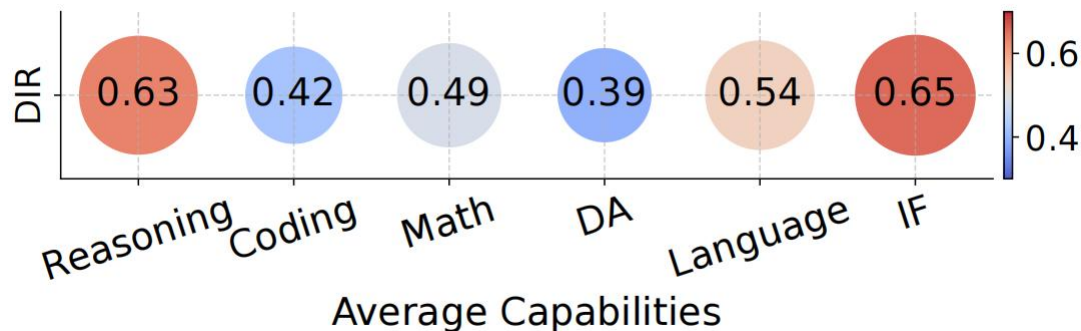 DIR
0.63 0.42 0.49 0.39 0.54 0.65
0.6
0.4
Reasoning Coding Math DA Language IF
Average Capabilities